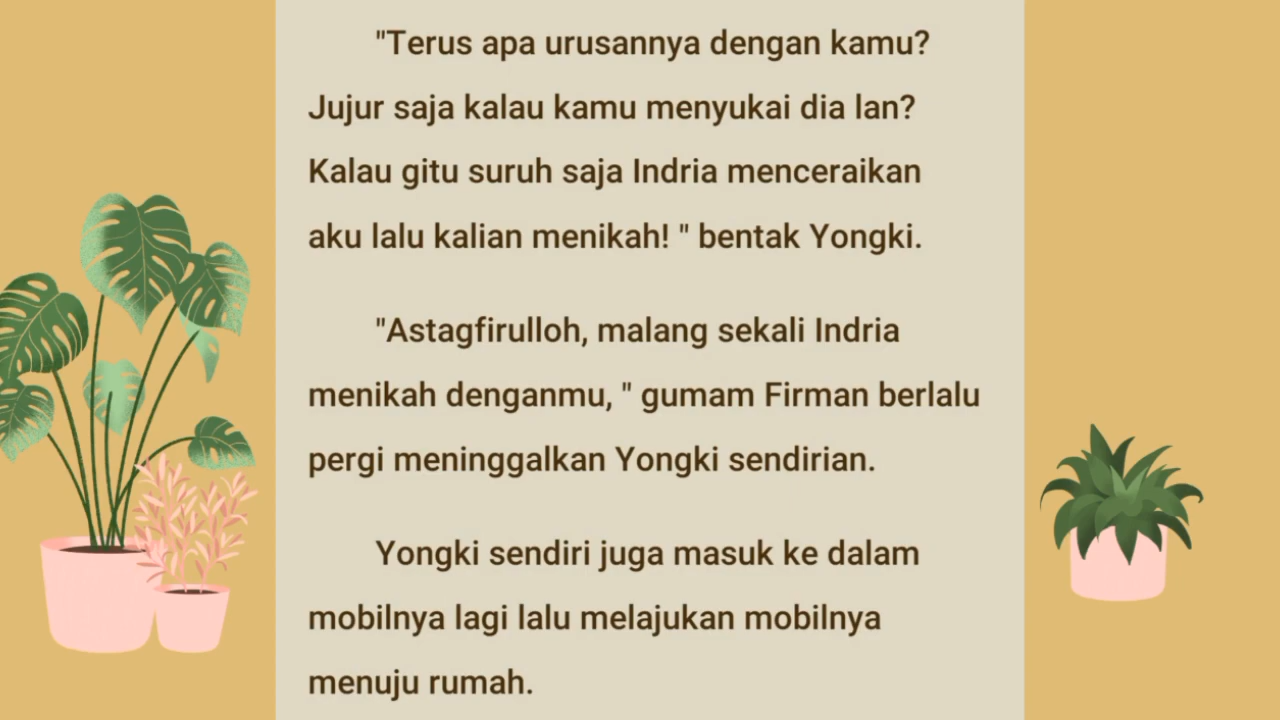 "Terus apa urusannya dengan kamu?
Jujur saja kalau kamu menyukai dia lan?
Kalau gitu suruh saja Indria menceraikan
aku lalu kalian menikah! " bentak Yongki.
"Astagfirulloh, malang sekali Indria
menikah denganmu, " gumam Firman berlalu
pergi meninggalkan Yongki sendirian.
Yongki sendiri juga masuk ke dalam
mobilnya lagi lalu melajukan mobilnya
menuju rumah.